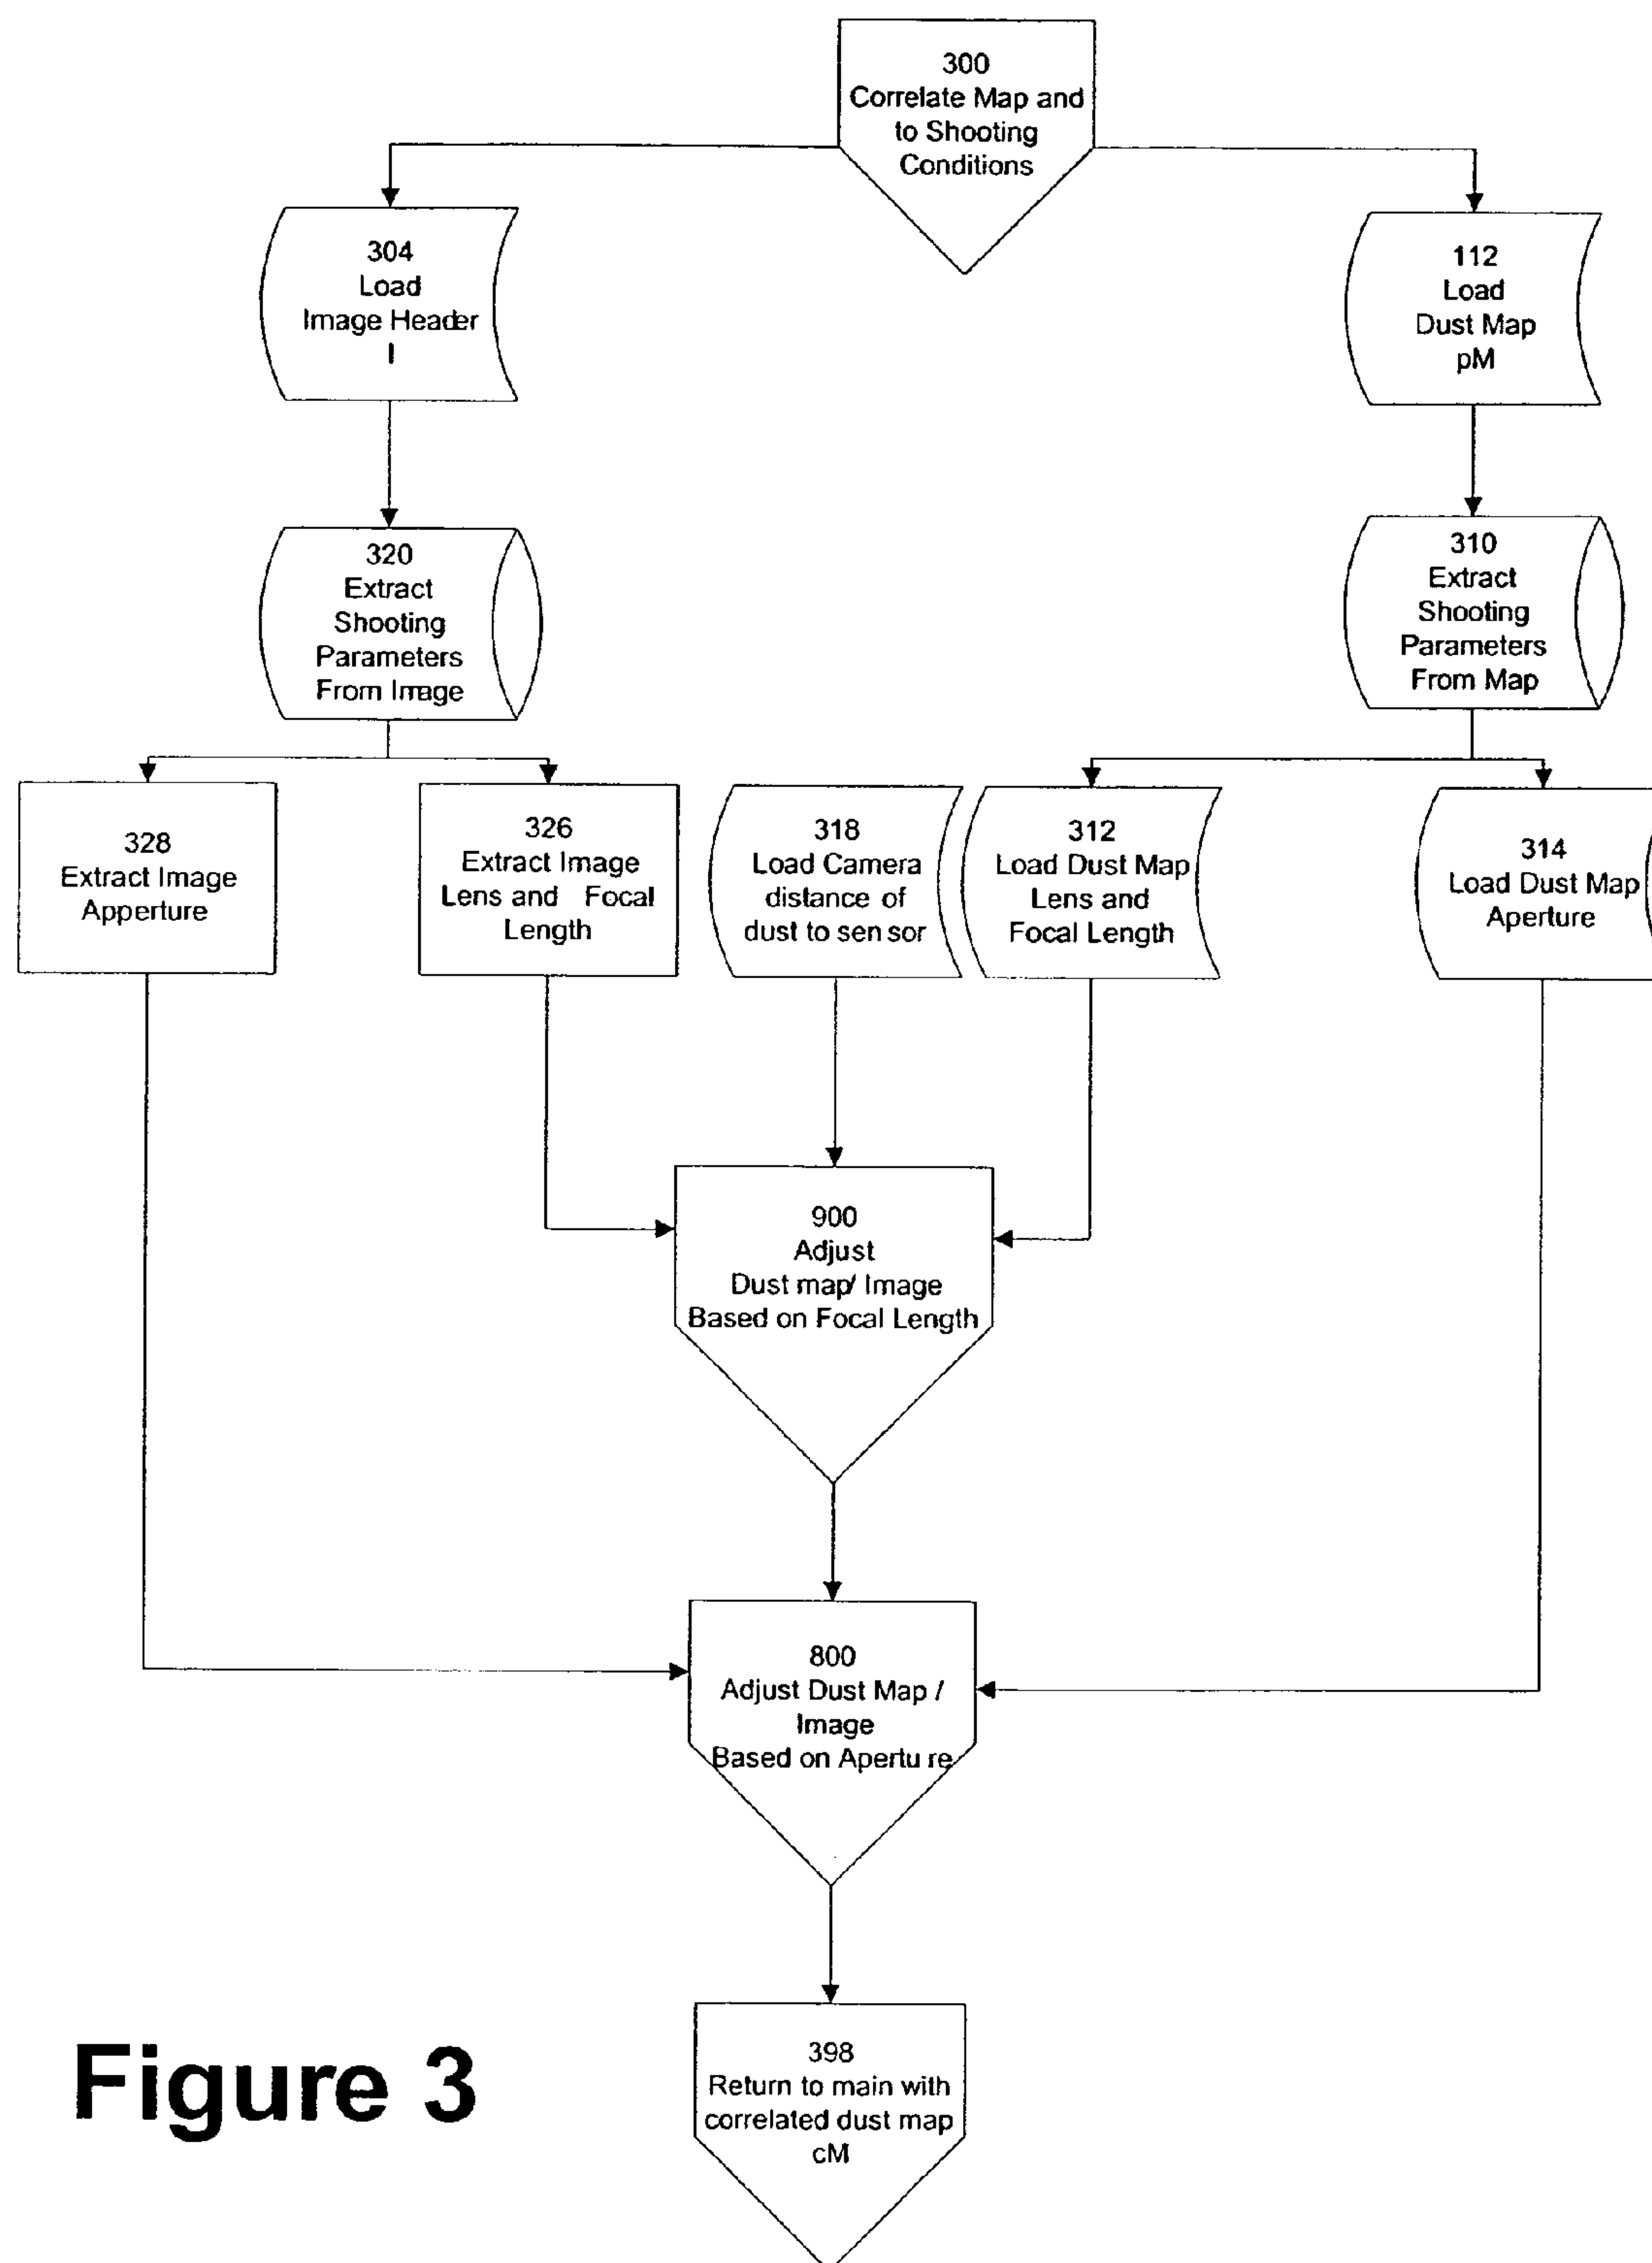 300
Correlate Map and
to Shooting
Conditions
304
Load
Image Header
I
112
Load
Dust Map
pM
320
Extract
Shooting
Parameters
From Image
310
Extract
Shooting
Parameters
From Map
328
Extract Image
Apperture
326
Extract Image
Lens and Focal
Length
318
Load Camera
distance of
dust to sensor
312
Load Dust Map
Lens and
Focal Length
314
Load Dust Map
Aperture
900
Adjust
Dust map/ Image
Based on Focal Length
800
Adjust Dust Map /
Image
Based on Aperture
398
Return to main with
correlated dust map
cM
Figure 3